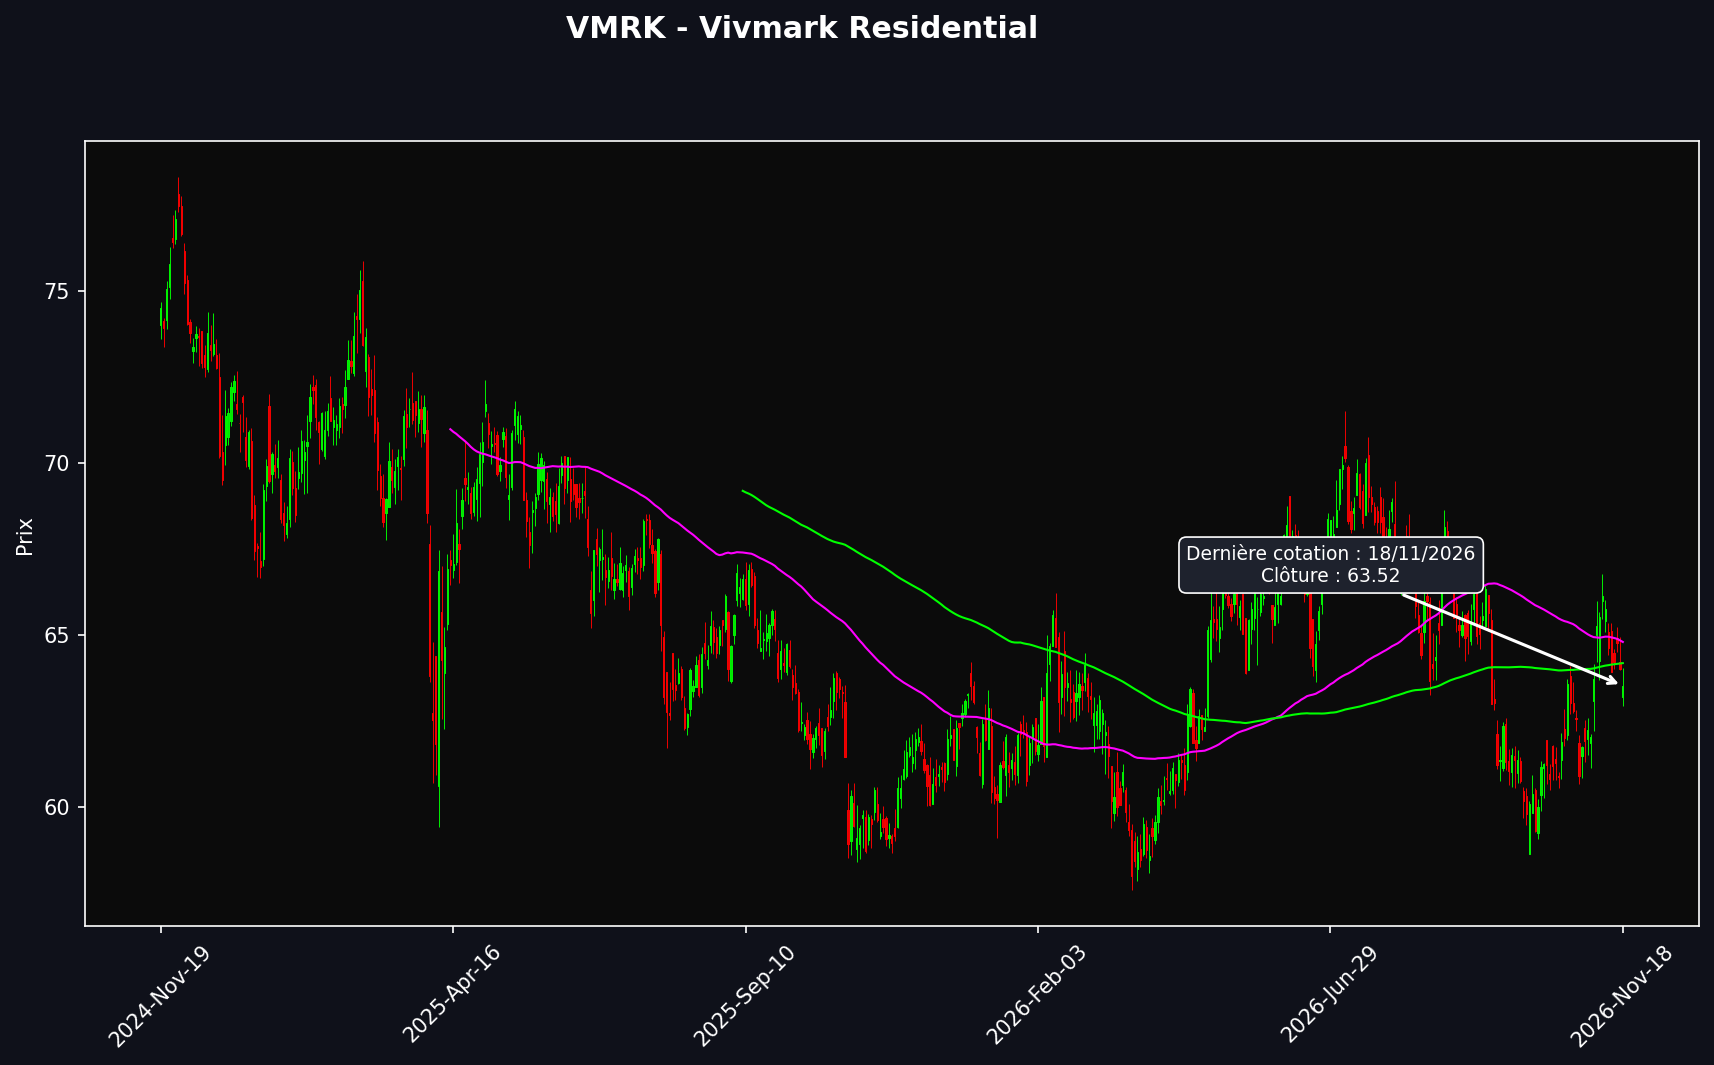 VMRK - Vivmark Residential
Prix
75
70
65
60
Dernière cotation : 18/11/2026
Clôture : 63.52
2024-Nov-19
2025-Apr-16
2025-Sep-10
2026-Feb-03
2026-Jun-29
2026-Nov-18